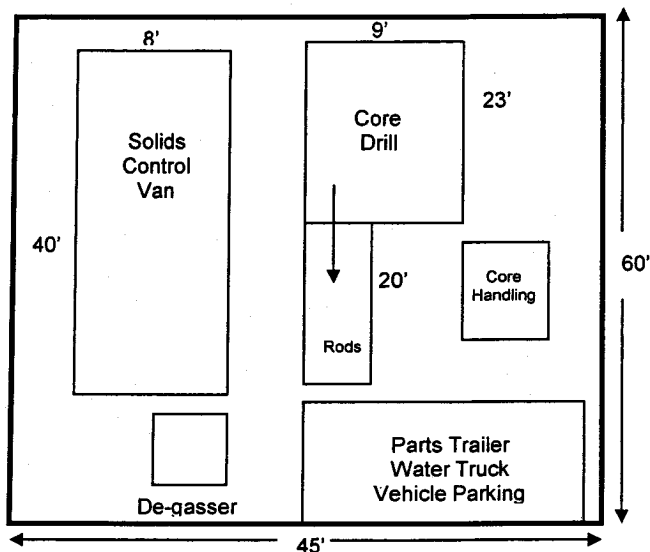 8'
9'
Solids
Control
Van
Core
Drill
23'
40'
20'
Core
Handling
60'
Rods
De-gasser
Parts Trailer
Water Truck
Vehicle Parking
45'